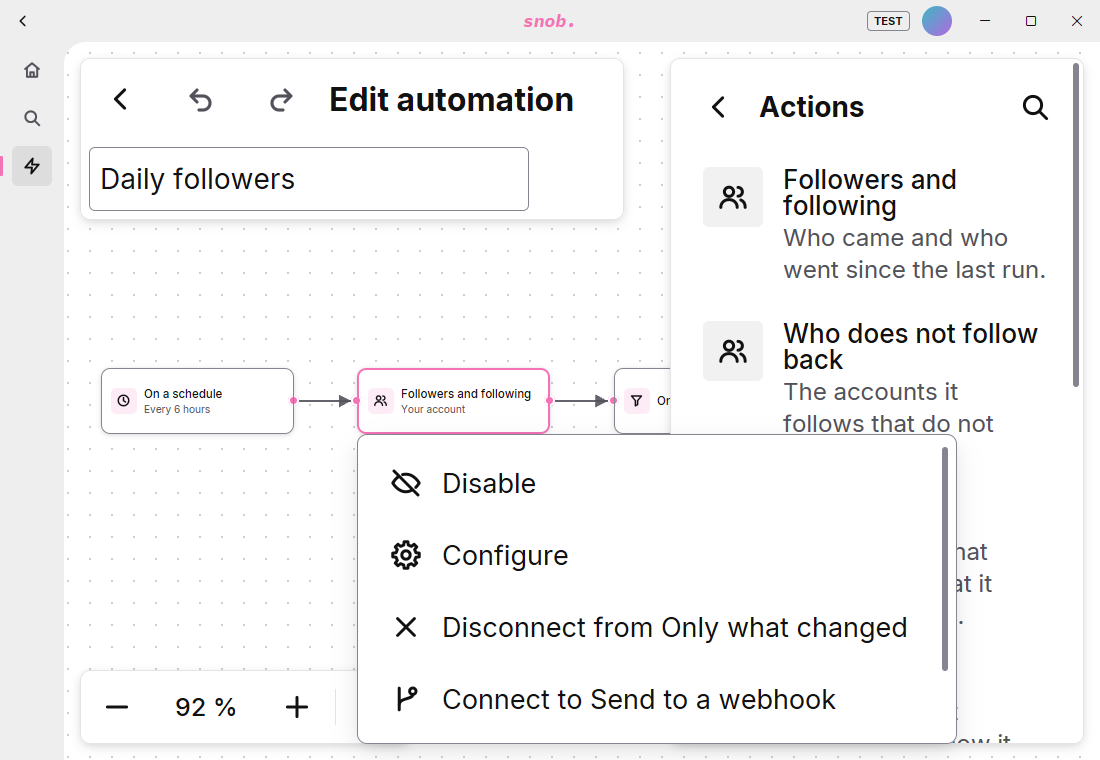 snob.
TEST
Edit automation
Daily followers
Actions
Followers and
following
Who came and who
went since the last run.
Who does not follow
back
The accounts it
follows that do not
On a schedule
Every 6 hours
Followers and following
Your account
Disable
Configure
Disconnect from Only what changed
Connect to Send to a webhook
at it
92 %